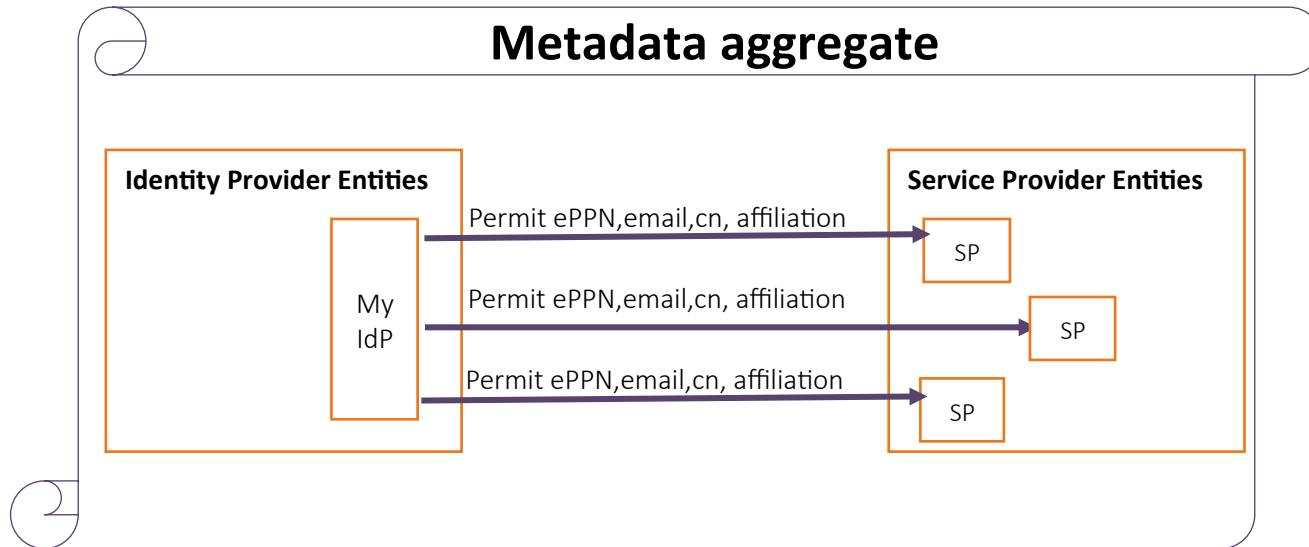 Metadata aggregate
Identity Provider Entities
Service Provider Entities
Permit ePPN,email,cn, affiliation
SP
My
IdP
Permit ePPN,email,cn, affiliation
SP
Permit ePPN,email,cn, affiliation
SP